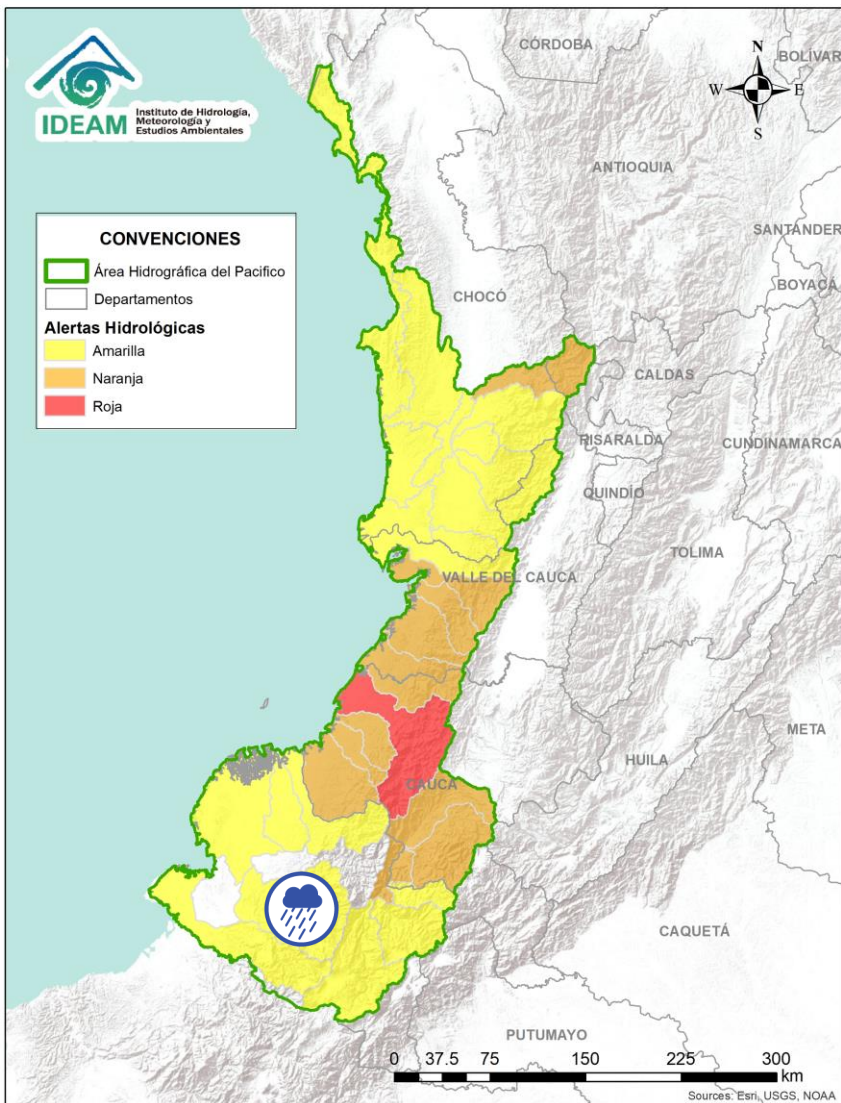 IDEAM
Instituto de Hidrología,
Meteorología y
Estudios Ambientales
CÓRDOBA
BOLÍVAR
N
W
E
S
ANTIOQUIA
SANTANDER
BOYACÁ
CONVENCIONES
Área Hidrográfica del Pacifico
Departamentos
Alertas Hidrológicas
Amarilla
Naranja
Roja
CHOCÓ
CALDAS
RISARALDA
CUNDINAMARCA
QUINDÍO
TOLIMA
VALLE DEL CAUCA
META
HUILA
CAUCA
CAQUETÁ
PUTUMAYO
0 37.5 75 150 225 300
km
Sources: Esri, USGS, NOAA